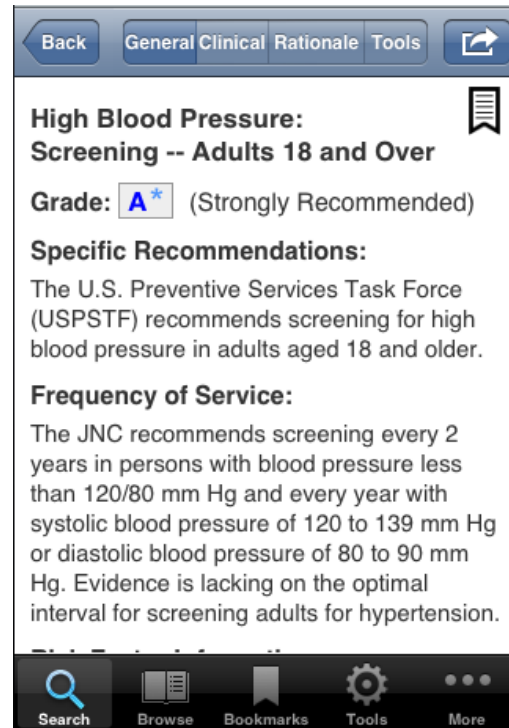 Back General Clinical Rationale Tools
High Blood Pressure:
Screening -- Adults 18 and Over
Grade: A* (Strongly Recommended)
Specific Recommendations:
The U.S. Preventive Services Task Force
(USPSTF) recommends screening for high
blood pressure in adults aged 18 and older.
Frequency of Service:
The JNC recommends screening every 2
years in persons with blood pressure less
than 120/80 mm Hg and every year with
systolic blood pressure of 120 to 139 mm Hg
or diastolic blood pressure of 80 to 90 mm
Hg. Evidence is lacking on the optimal
interval for screening adults for hypertension.
Search Browse Bookmarks Tools More